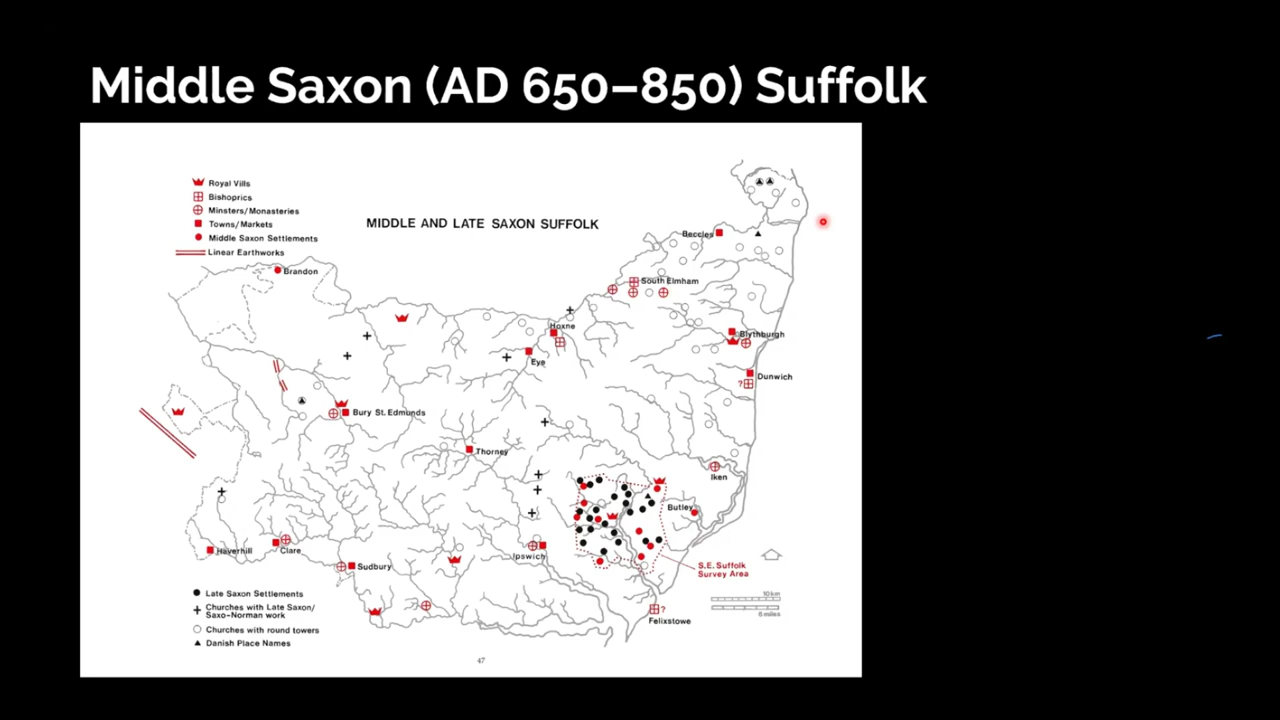 Middle Saxon (AD 650–850) Suffolk
Royal Vills
Bishoprics
Minsters/Monasteries
Towns/Markets
Middle Saxon Settlements
Linear Earthworks
MIDDLE AND LATE SAXON SUFFOLK
Beccles
Brandon
South Elmham
Hoxne
Blythburgh
Eye
Dunwich
?
Bury St. Edmunds
Thorney
Iken
Butley
Haverhill
Clare
Ipswich
Sudbury
S.E. Suffolk
Survey Area
Late Saxon Settlements
Churches with Late Saxon/
Saxo-Norman work
Churches with round towers
Danish Place Names
10 km
6 miles
?
Felixstowe
47